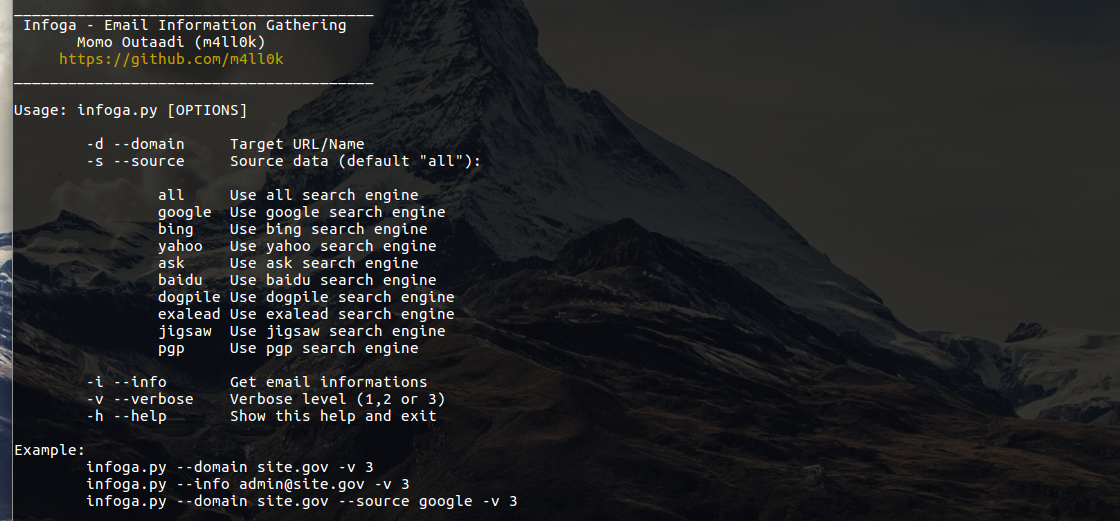 Infoga - Email Information Gathering
Momo Outaadi (m4ll0k)
https://github.com/m4ll0k
Usage: infoga.py [OPTIONS]
-d --domain Target URL/Name
-s --source Source data (default "all"):
all Use all search engine
google Use google search engine
bing Use bing search engine
yahoo Use yahoo search engine
ask Use ask search engine
baidu Use baidu search engine
dogpile Use dogpile search engine
exalead Use exalead search engine
jigsaw Use jigsaw search engine
pgp Use pgp search engine
-i --info Get email informations
-v --verbose Verbose level (1,2 or 3)
-h --help Show this help and exit
Example:
infoga.py --domain site.gov -v 3
infoga.py --info admin@site.gov -v 3
infoga.py --domain site.gov --source google -v 3